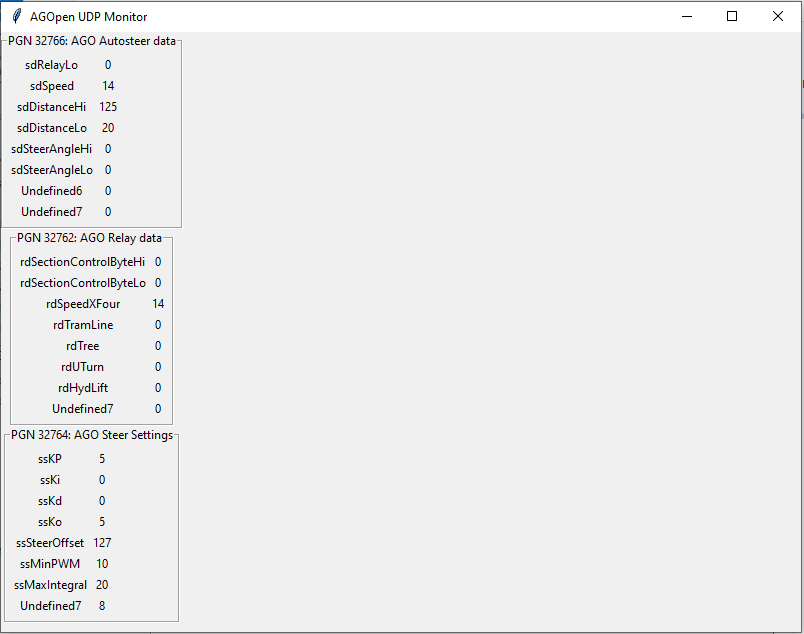 AGOpen UDP Monitor
PGN 32766: AGO Autosteer data
sdRelayLo 0
sdSpeed 14
sdDistanceHi 125
sdDistanceLo 20
sdSteerAngleHi 0
sdSteerAngleLo 0
Undefined6 0
Undefined7 0
PGN 32762: AGO Relay data
rdSectionControlByteHi 0
rdSectionControlByteLo 0
rdSpeedXFour 14
rdTramLine 0
rdTree 0
rdUTurn 0
rdHydLift 0
Undefined7 0
PGN 32764: AGO Steer Settings
ssKP 5
ssKi 0
ssKd 0
ssKo 5
ssSteerOffset 127
ssMinPWM 10
ssMaxIntegral 20
Undefined7 8